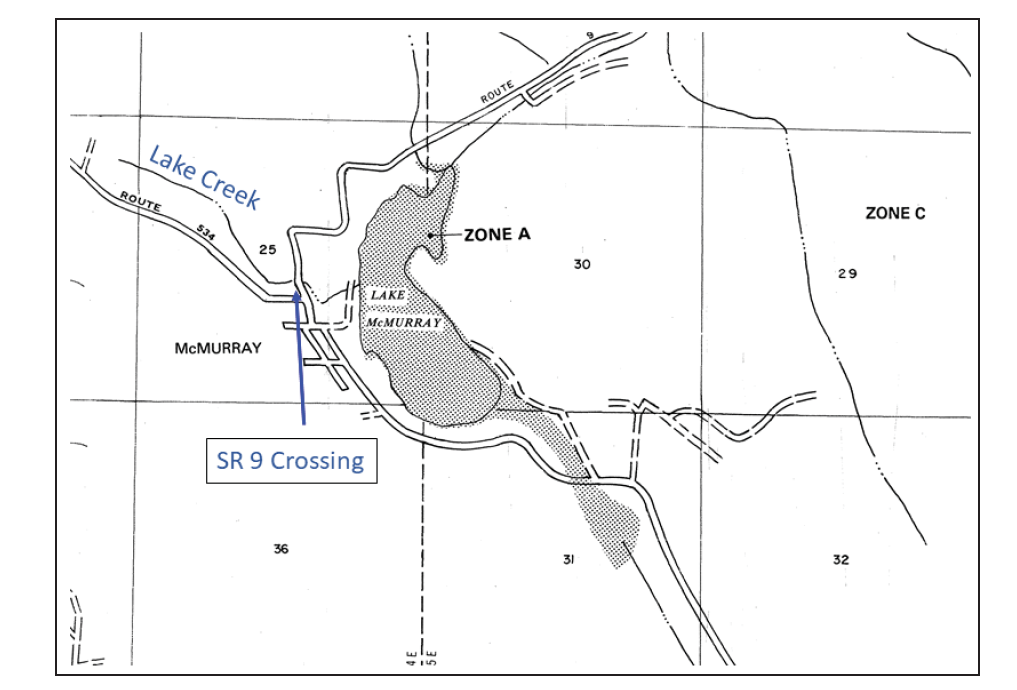 9
ROUTE
Lake Creek
ROUTE
534
25
ZONE A
ZONE C
30
29
LAKE
McMURRAY
McMURRAY
SR 9 Crossing
36
31
32
4E
5E